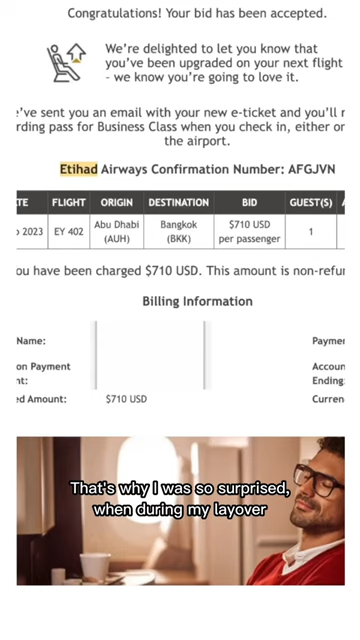 Congratulations! Your bid has been accepted.
We're delighted to let you know that
you've been upgraded on your next flight
– we know you're going to love it.
've sent you an email with your new e-ticket and you'll r
rding pass for Business Class when you check in, either or
the airport.
Etihad Airways Confirmation Number: AFGJVN
TE FLIGHT ORIGIN DESTINATION BID GUEST(S)
2023 EY 402 Abu Dhabi (AUH) Bangkok (BKK) $710 USD per passenger 1
ou have been charged $710 USD. This amount is non-refu
Billing Information
Name: Payme
on Payment Accoun
nt: Ending
ed Amount: $710 USD Curren
That's why I was so surprised,
when during my layover